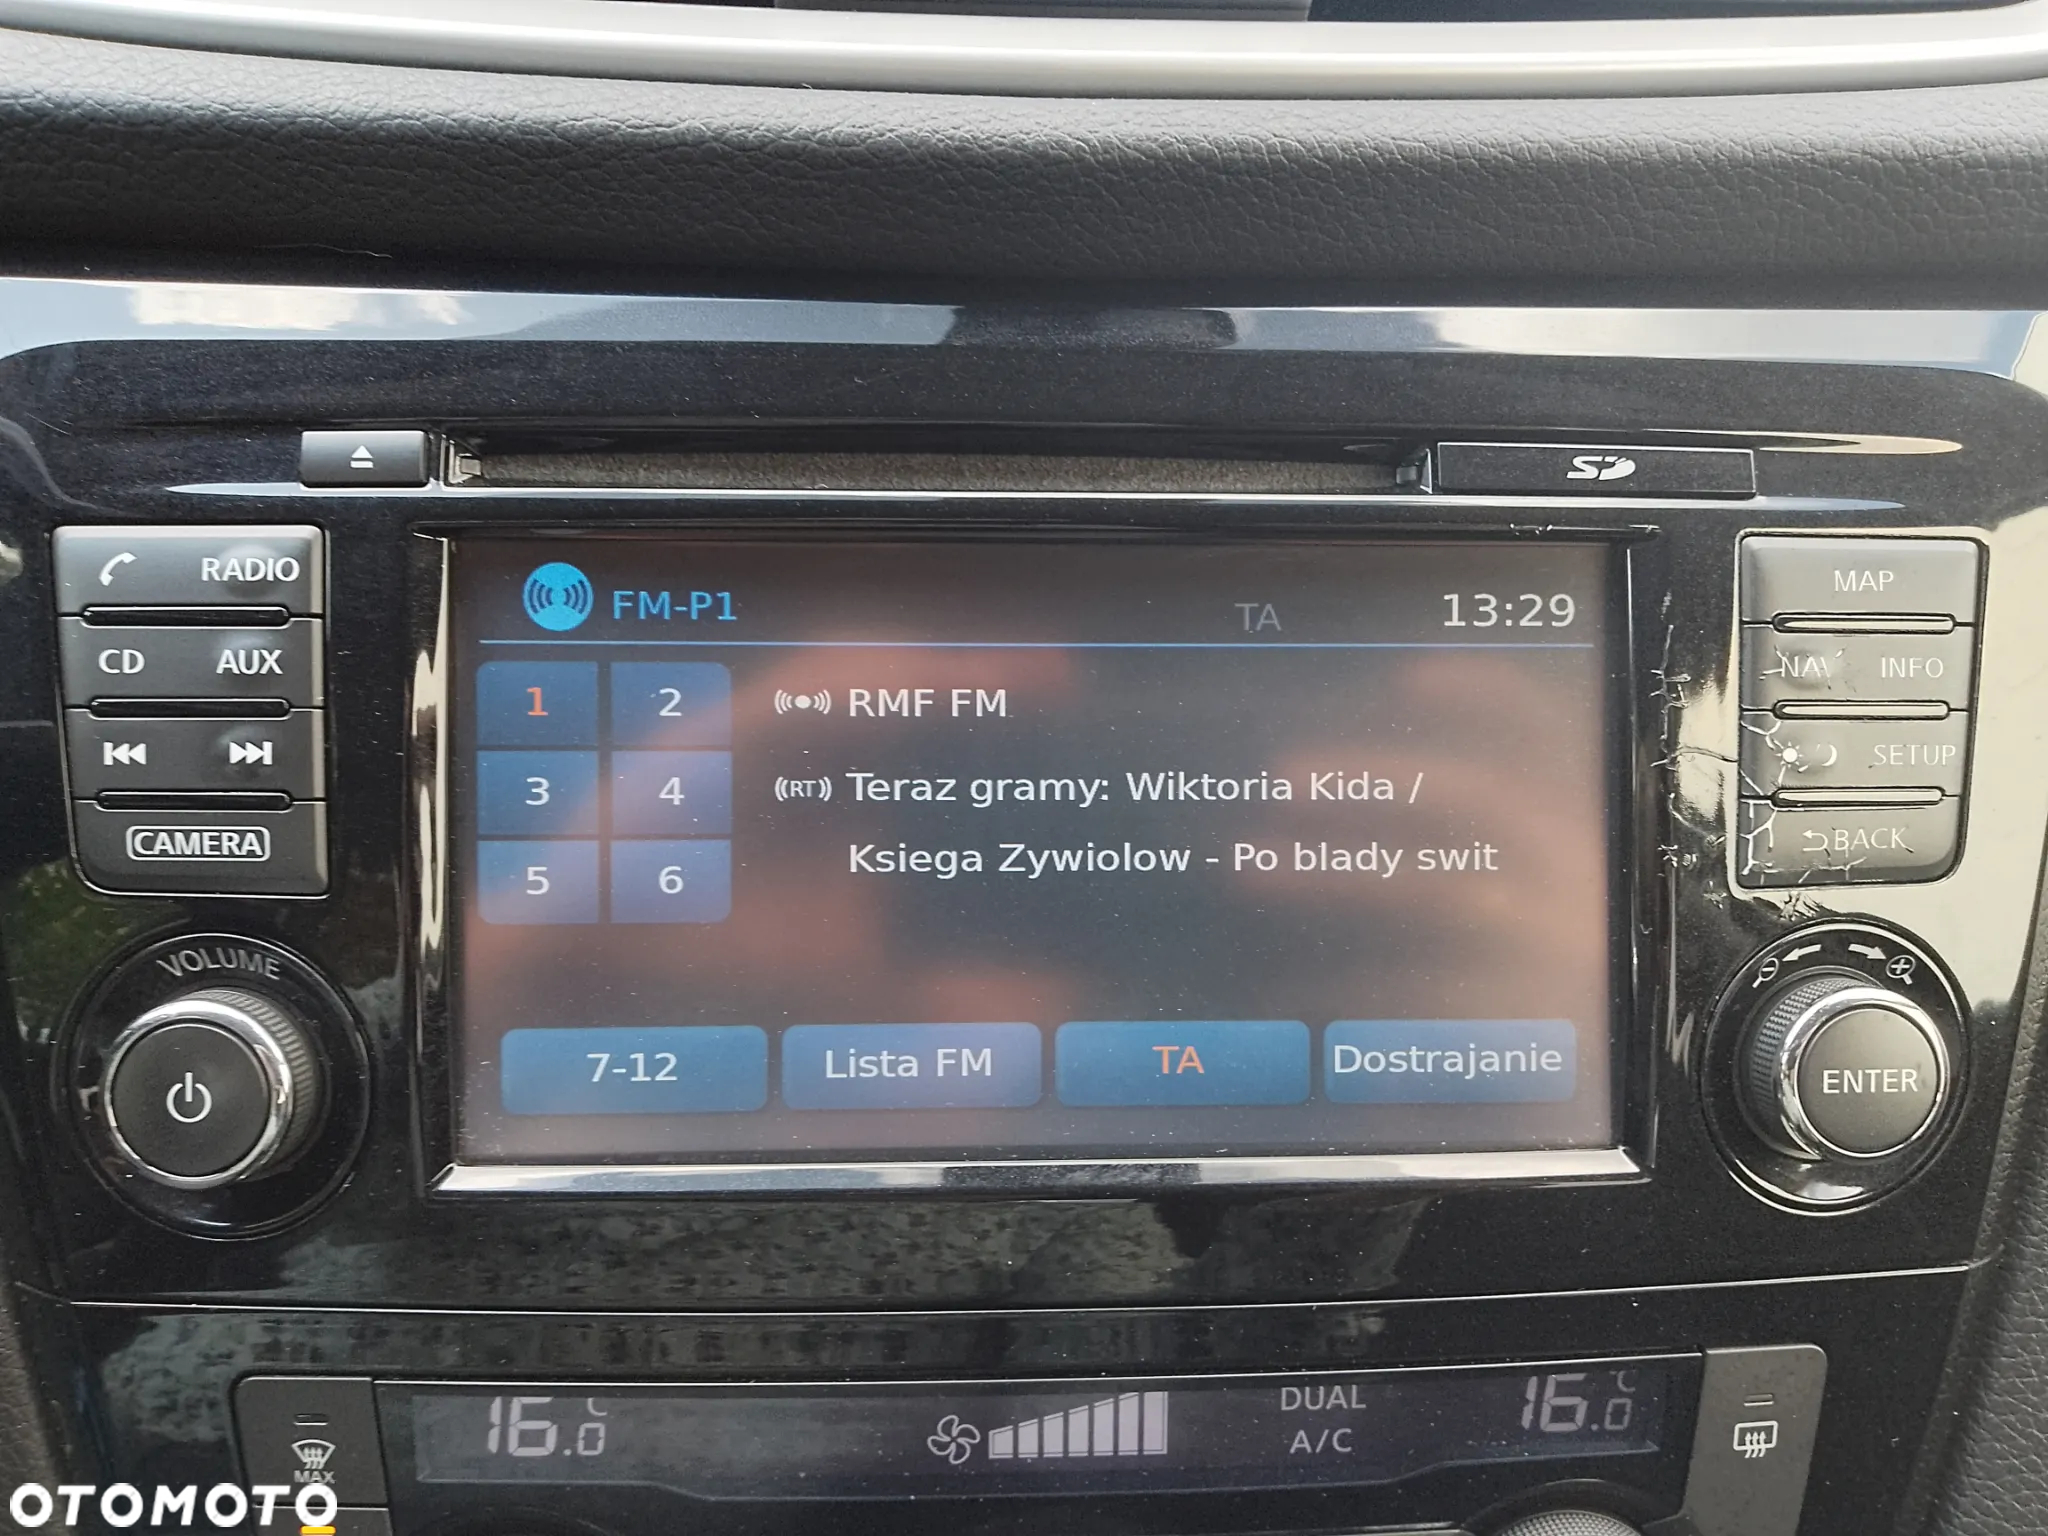 SD
RADIO
MAP
CD AUX
NAV INFO
SETUP
CAMERA
BACK
FM-P1 TA 13:29
1 2 RMF FM
3 4 RT Teraz gramy: Wiktoria Kida /
Ksiega Zywiolow - Po blady swit
5 6
7-12 Lista FM TA Dostrajanie
VOLUME
ENTER
16.0 °C DUAL 16.0 °C
A/C
MAX
OTOMOTO